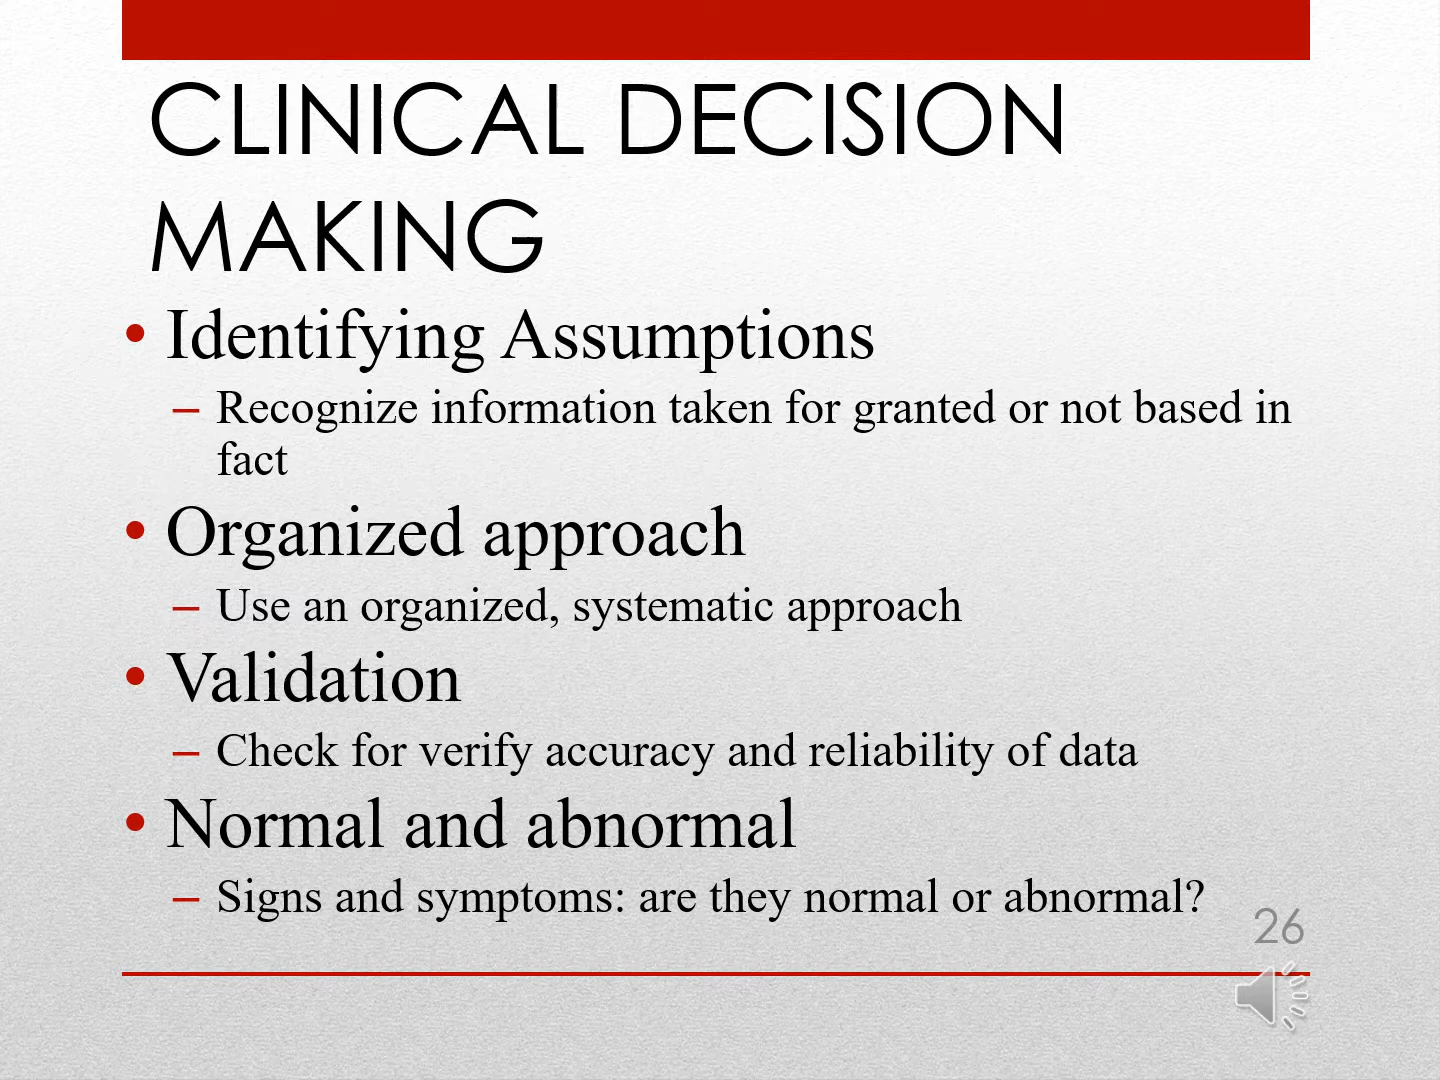 CLINICAL DECISION
MAKING
• Identifying Assumptions
– Recognize information taken for granted or not based in
fact
• Organized approach
– Use an organized, systematic approach
• Validation
– Check for verify accuracy and reliability of data
• Normal and abnormal
– Signs and symptoms: are they normal or abnormal?
26